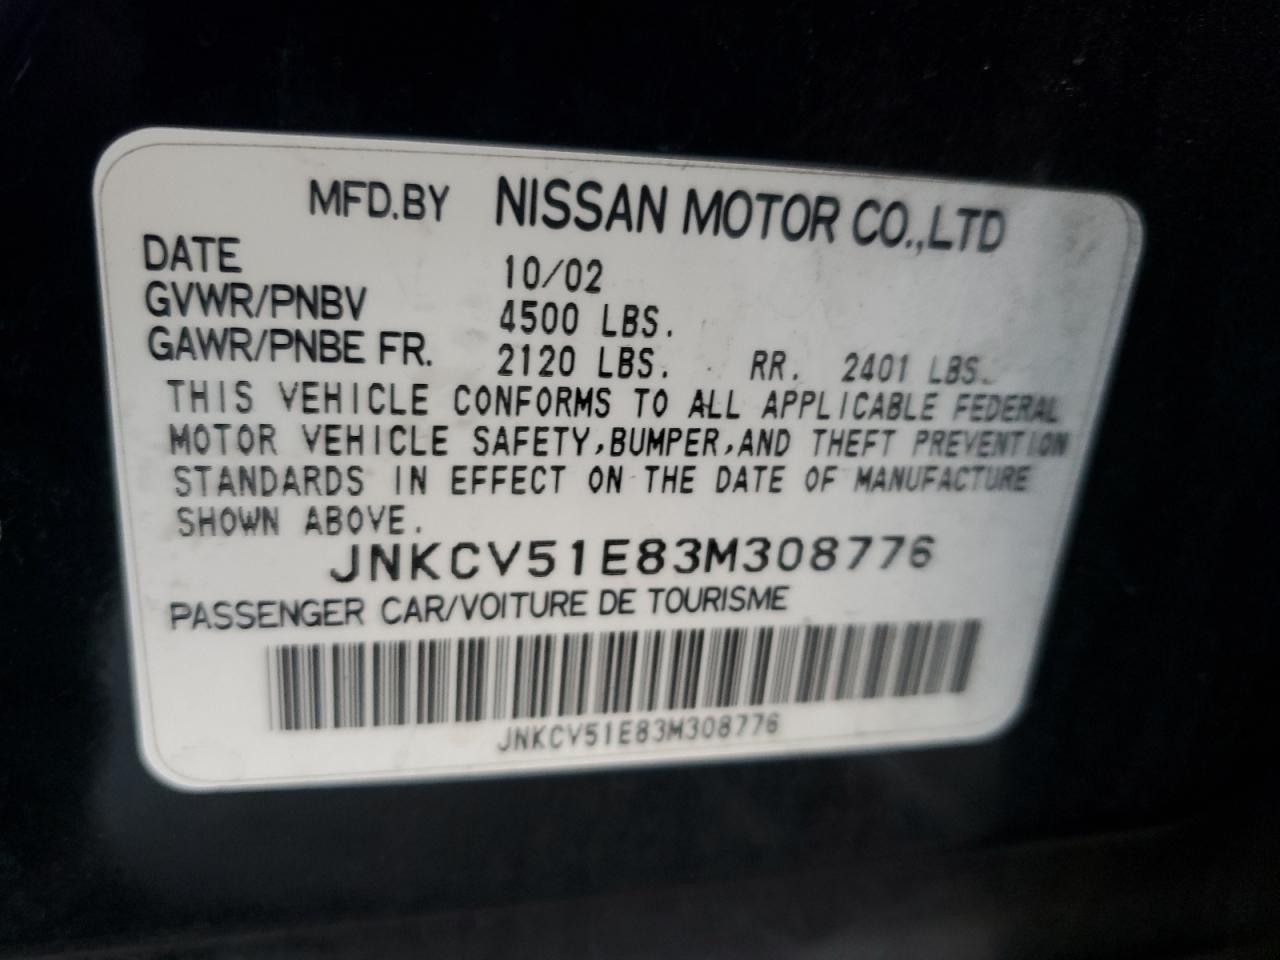 MFD.BY NISSAN MOTOR CO.,LTD
DATE 10/02
GVWR/PNBV 4500 LBS.
GAWR/PNBE FR. 2120 LBS. RR. 2401 LBS.
THIS VEHICLE CONFORMS TO ALL APPLICABLE FEDERAL
MOTOR VEHICLE SAFETY,BUMPER,AND THEFT PREVENTION
STANDARDS IN EFFECT ON THE DATE OF MANUFACTURE
SHOWN ABOVE.
JNKCV51E83M308776
PASSENGER CAR/VOITURE DE TOURISME
JNKCV51E83M308776